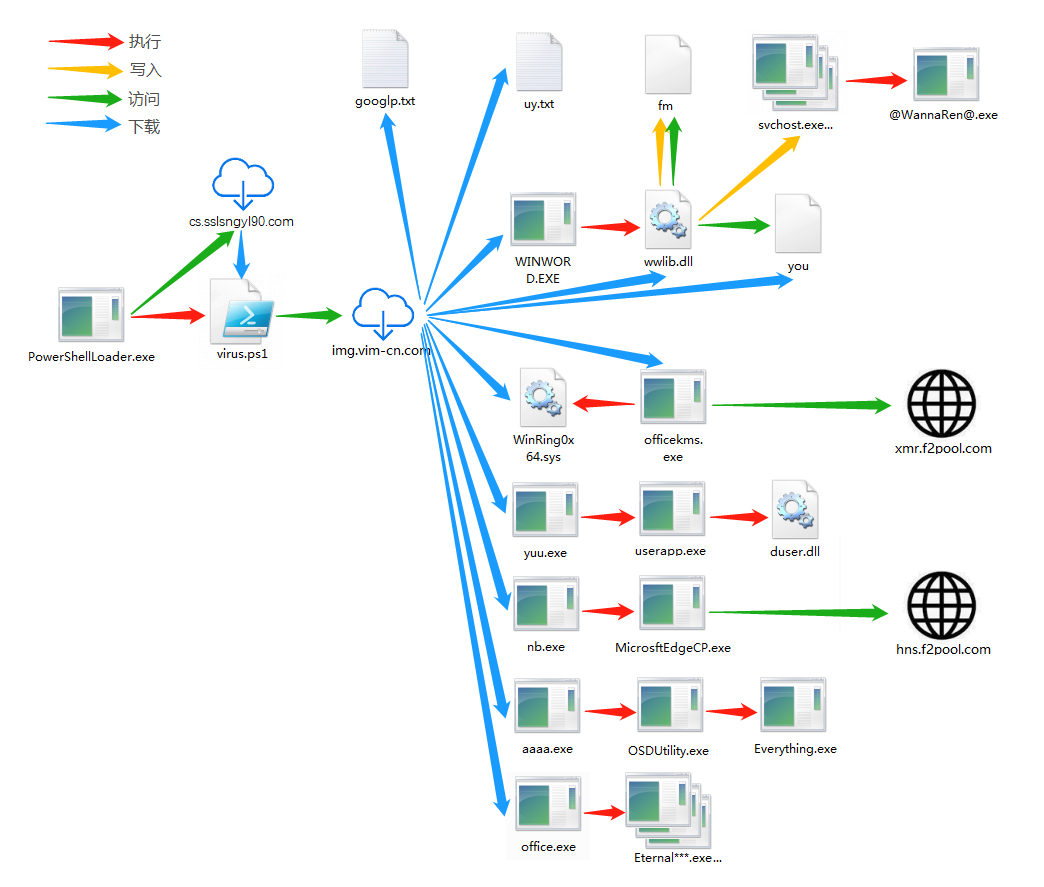 执行
写入
访问
下载
googlp.txt
uy.txt
fm
svchost.exe...
@WannaRen@.exe
cs.sslsngyl90.com
WINWOR
D.EXE
wwlib.dll
you
PowerShellLoader.exe
virus.ps1
img.vim-cn.com
WinRing0x
64.sys
officekms.
exe
xmr.f2pool.com
yuu.exe
userapp.exe
duser.dll
nb.exe
MicrosftEdgeCP.exe
hns.f2pool.com
aaaa.exe
OSDUtility.exe
Everything.exe
office.exe
Eternal***.exe...